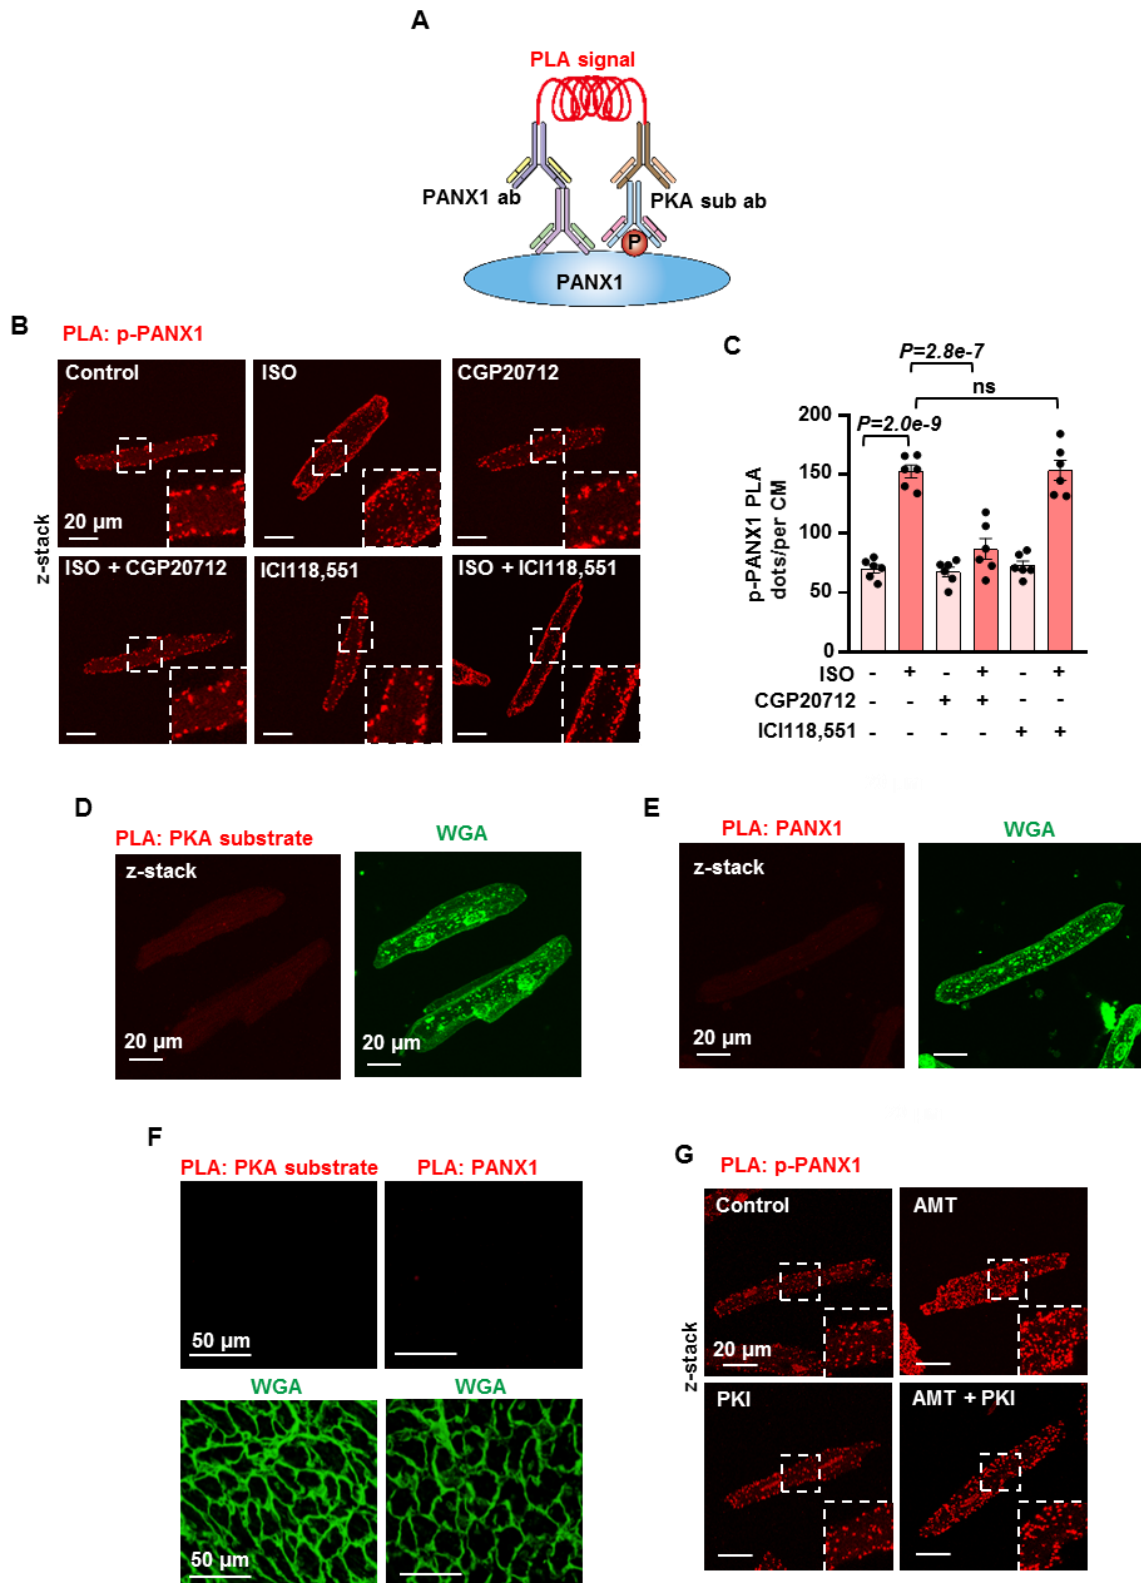 A
PLA signal
PANX1 ab
PKA sub ab
P
PANX1
B
PLA: p-PANX1
Control
ISO
CGP20712
20 µm
z-stack
ISO + CGP20712
ICI118,551
ISO + ICI118,551
C
P=2.8e-7
ns
P=2.0e-9
200
150
100
50
0
p-PANX1 PLA
dots/per CM
ISO - + - + - +
CGP20712 - - + + - -
ICI118,551 - - - - + +
D
PLA: PKA substrate
WGA
z-stack
20 µm
20 µm
E
PLA: PANX1
WGA
z-stack
20 µm
F
PLA: PKA substrate
PLA: PANX1
50 µm
WGA
WGA
50 µm
G
PLA: p-PANX1
Control
AMT
20 µm
z-stack
PKI
AMT + PKI